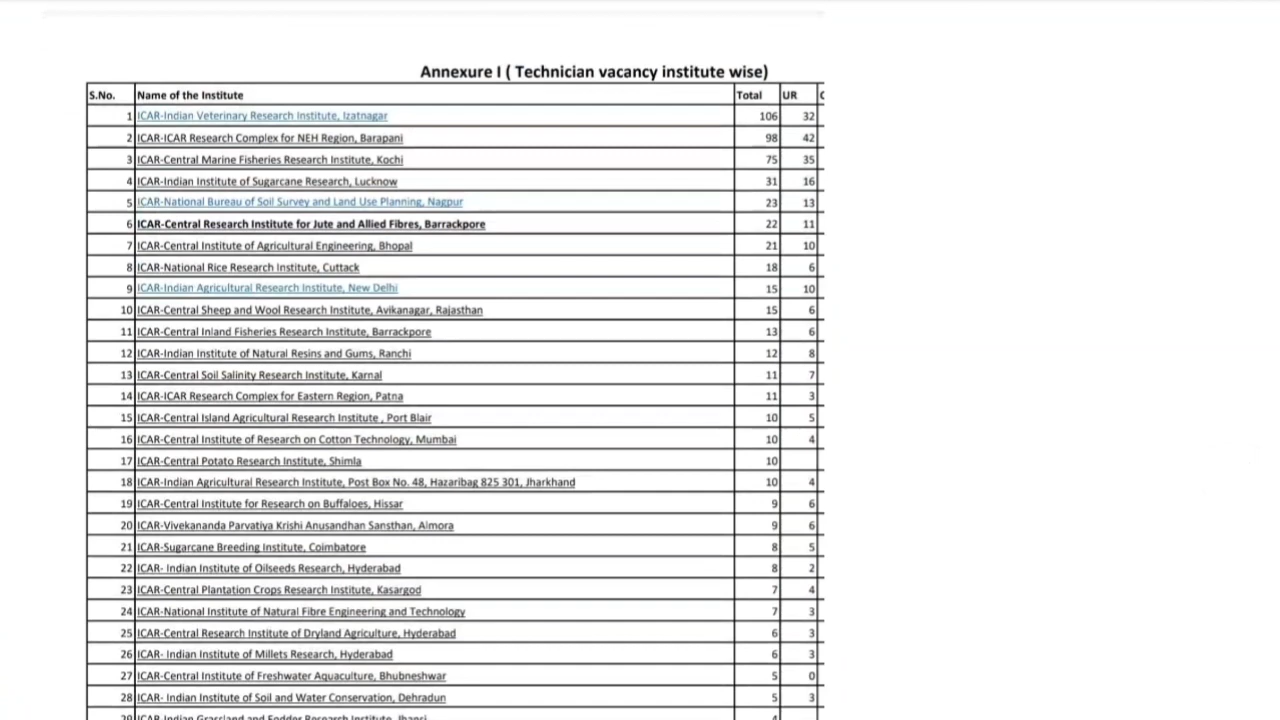 Annexure I ( Technician vacancy institute wise)
S.No. Name of the Institute Total UR
1 ICAR-Indian Veterinary Research Institute, Izatnagar 106 32
2 ICAR-ICAR Research Complex for NEH Region, Barapani 98 42
3 ICAR-Central Marine Fisheries Research Institute, Kochi 75 35
4 ICAR-Indian Institute of Sugarcane Research, Lucknow 31 16
5 ICAR-National Bureau of Soil Survey and Land Use Planning, Nagpur 23 13
6 ICAR-Central Research Institute for Jute and Allied Fibres, Barrackpore 22 11
7 ICAR-Central Institute of Agricultural Engineering, Bhopal 21 10
8 ICAR-National Rice Research Institute, Cuttack 18 6
9 ICAR-Indian Agricultural Research Institute, New Delhi 15 10
10 ICAR-Central Sheep and Wool Research Institute, Avikanagar, Rajasthan 15 6
11 ICAR-Central Inland Fisheries Research Institute, Barrackpore 13 6
12 ICAR-Indian Institute of Natural Resins and Gums, Ranchi 12 8
13 ICAR-Central Soil Salinity Research Institute, Karnal 11 7
14 ICAR-ICAR Research Complex for Eastern Region, Patna 11 3
15 ICAR-Central Island Agricultural Research Institute , Port Blair 10 5
16 ICAR-Central Institute of Research on Cotton Technology, Mumbai 10 4
17 ICAR-Central Potato Research Institute, Shimla 10
18 ICAR-Indian Agricultural Research Institute, Post Box No. 48, Hazaribag 825 301, Jharkhand 10 4
19 ICAR-Central Institute for Research on Buffaloes, Hissar 9 6
20 ICAR-Vivekananda Parvatiya Krishi Anusandhan Sansthan, Almora 9 6
21 ICAR-Sugarcane Breeding Institute, Coimbatore 8 5
22 ICAR- Indian Institute of Oilseeds Research, Hyderabad 8 2
23 ICAR-Central Plantation Crops Research Institute, Kasargod 7 4
24 ICAR-National Institute of Natural Fibre Engineering and Technology 7 3
25 ICAR-Central Research Institute of Dryland Agriculture, Hyderabad 6 3
26 ICAR- Indian Institute of Millets Research, Hyderabad 6 3
27 ICAR-Central Institute of Freshwater Aquaculture, Bhubneshwar 5 0
28 ICAR- Indian Institute of Soil and Water Conservation, Dehradun 5 3